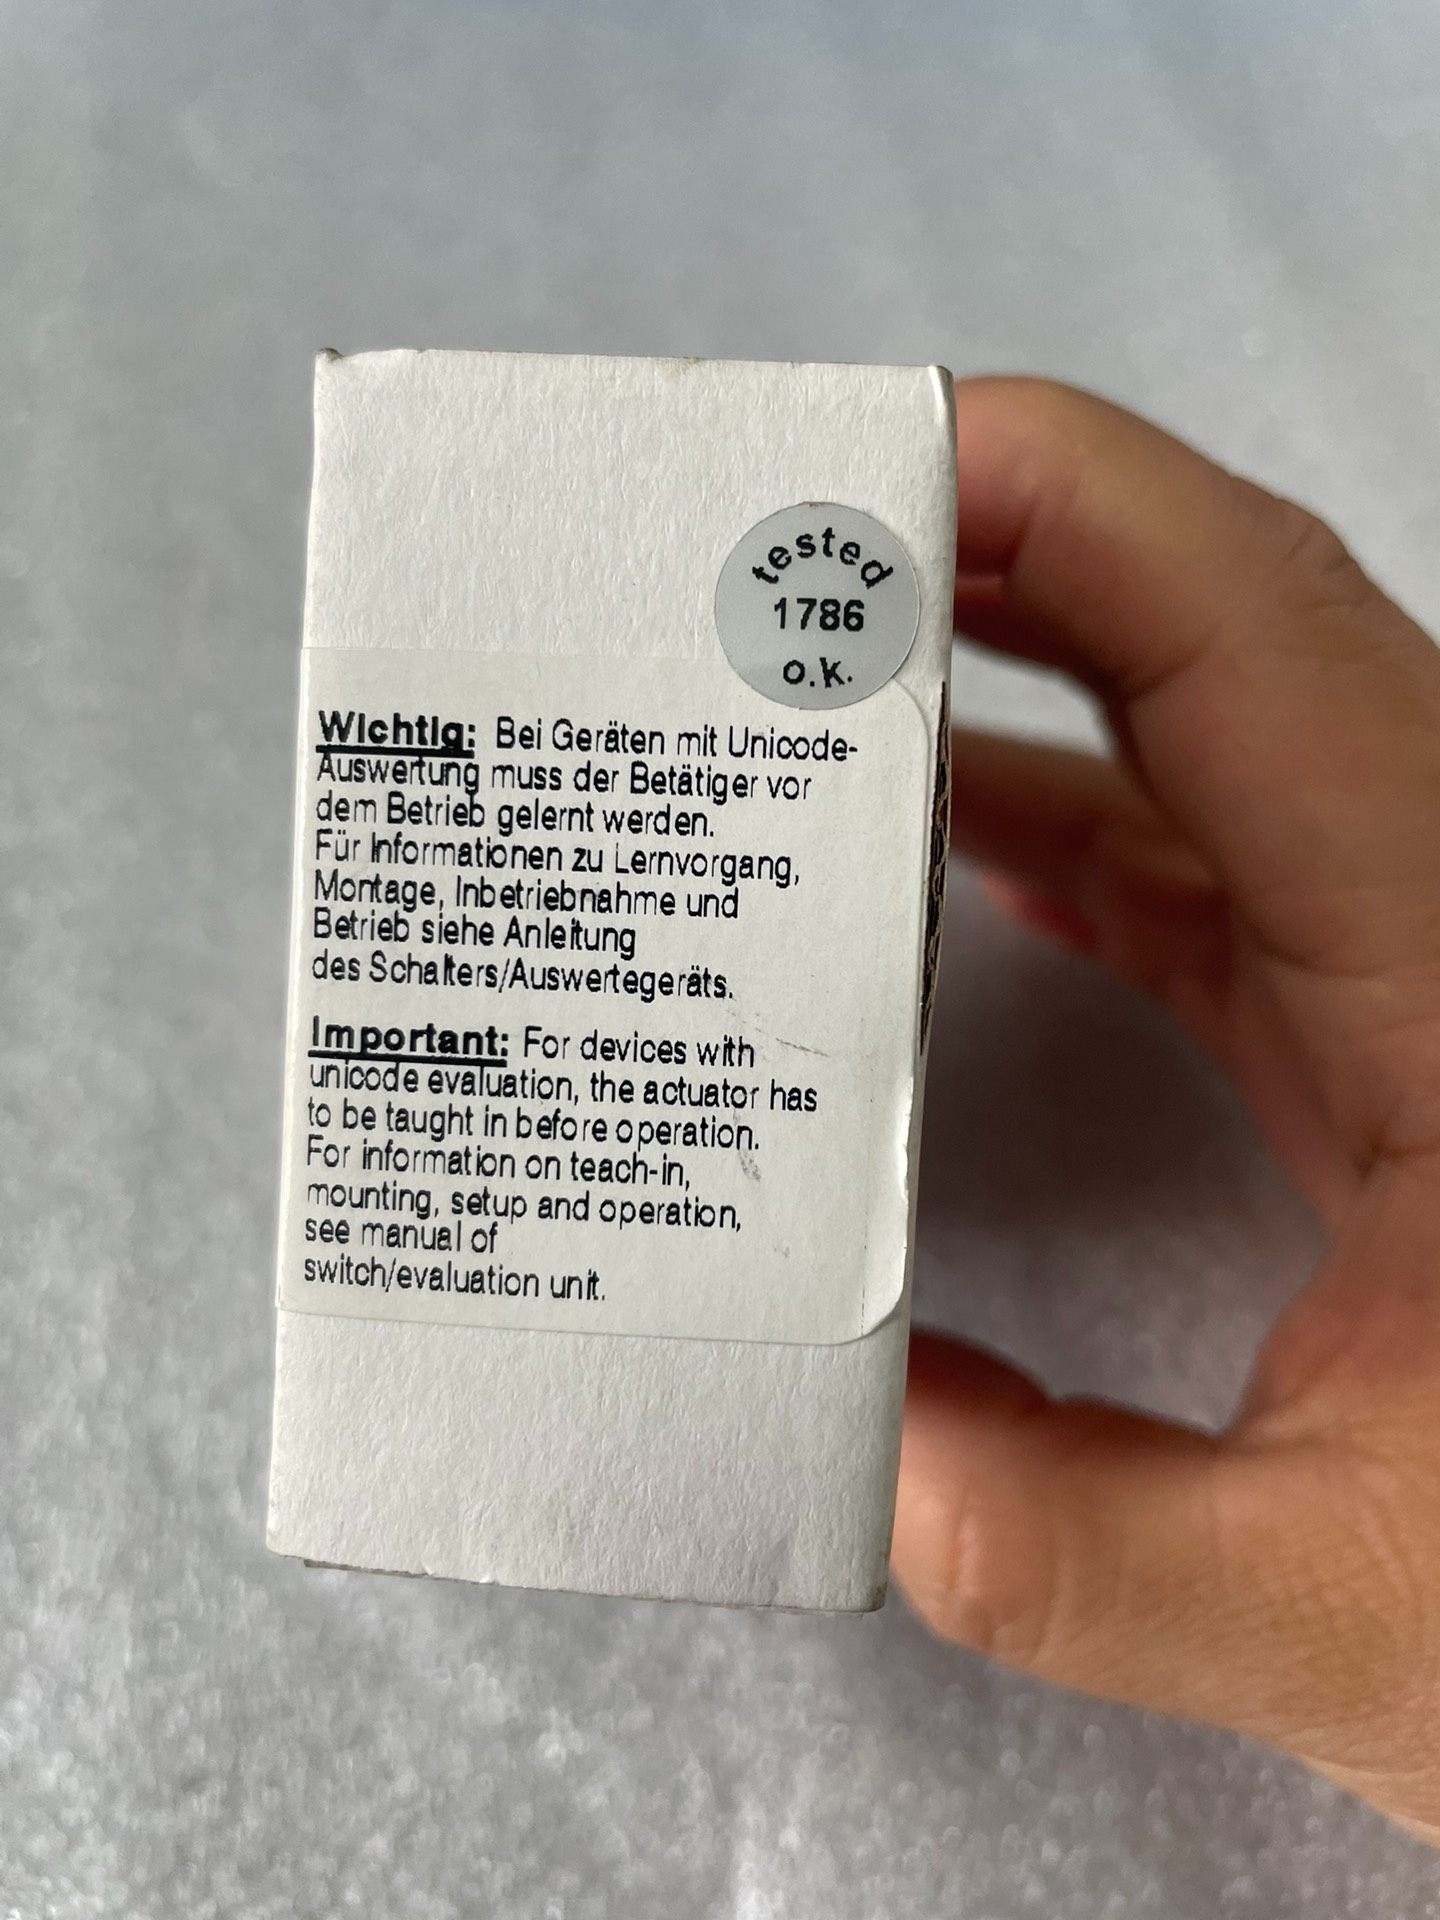 tested
1786
o.k.
Wichtig: Bei Geräten mit Unicode-
Auswertung muss der Betätiger vor
dem Betrieb gelernt werden.
Für Informationen zu Lernvorgang,
Montage, Inbetriebnahme und
Betrieb siehe Anleitung
des Schalters/Auswertegeräts.
Important: For devices with
unicode evaluation, the actuator has
to be taught in before operation.
For information on teach-in,
mounting, setup and operation,
see manual of
switch/evaluation unit.